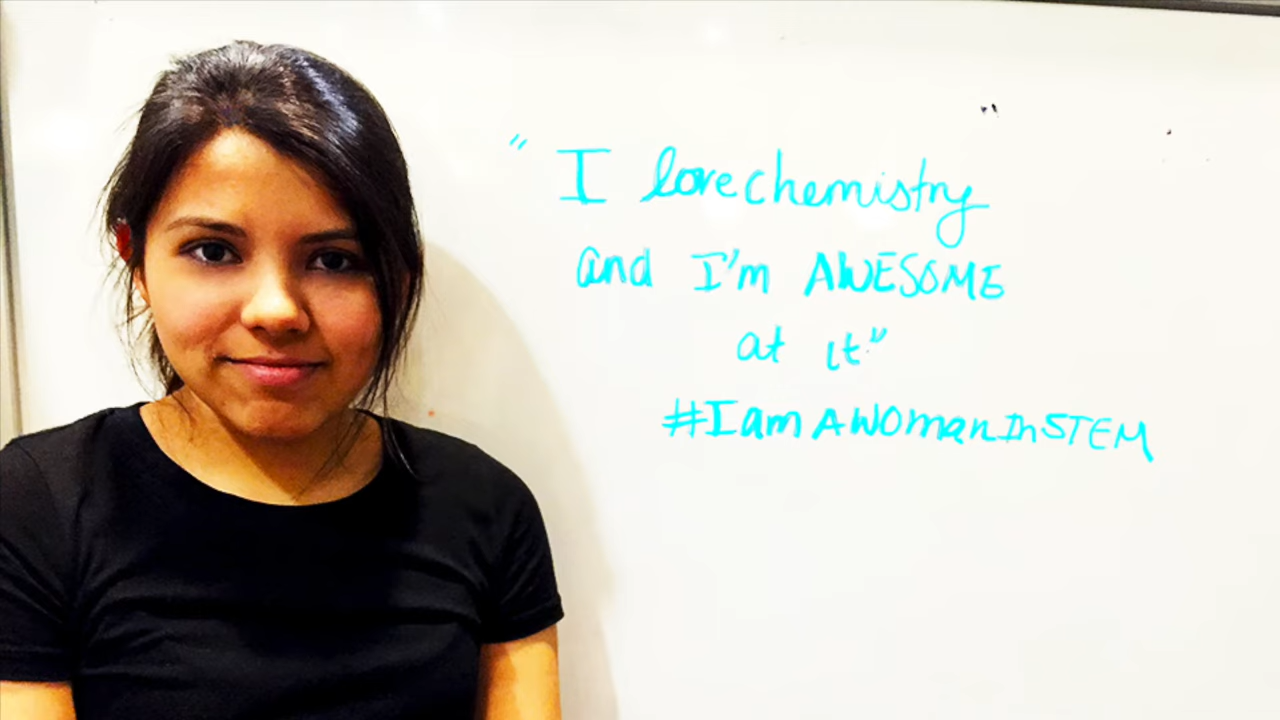 " I love chemistry
and I'm AWESOME
at it"
#IamAWomanInSTEM